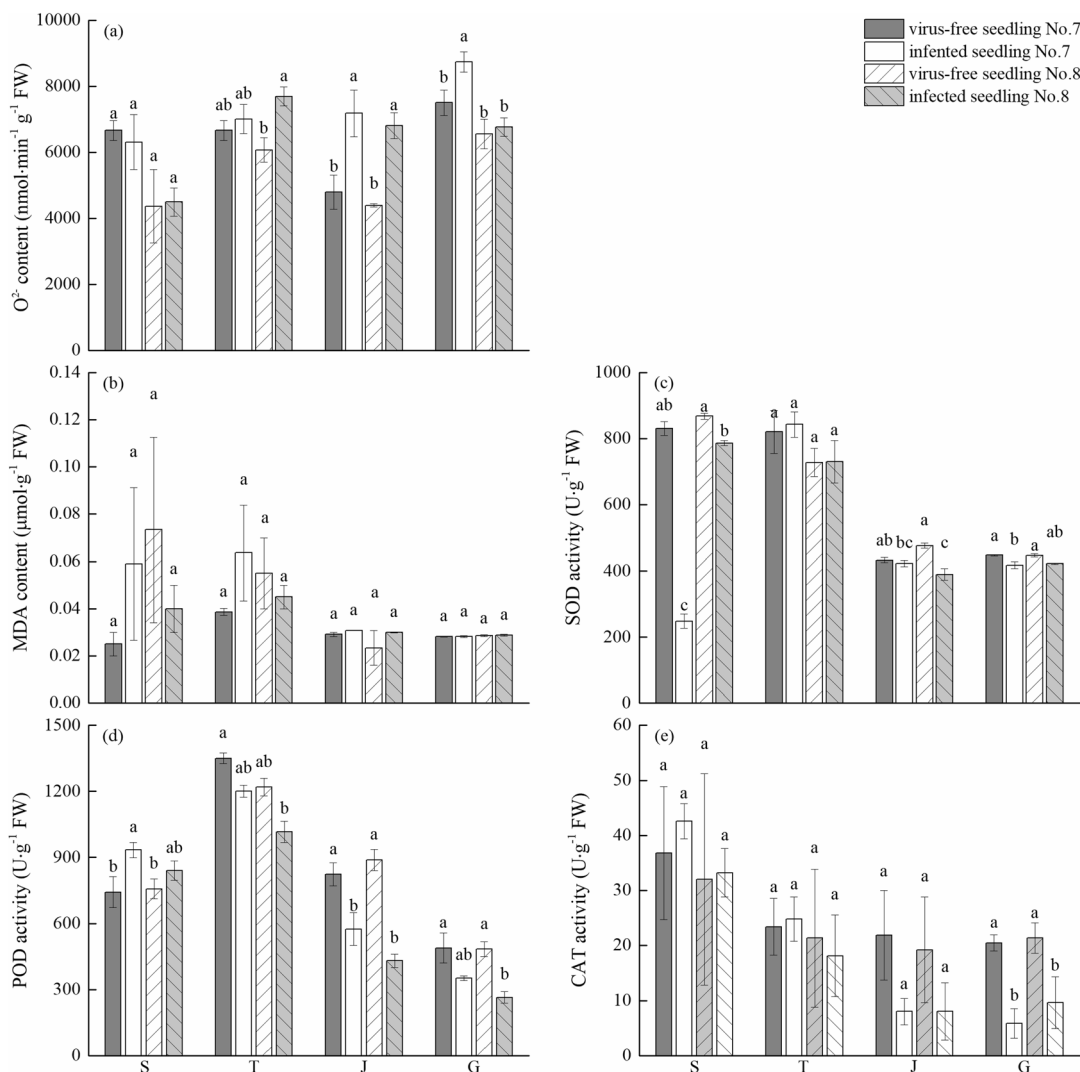 (a)
O²⁻ content (nmol·min⁻¹ g⁻¹ FW)
10000
8000
6000
4000
2000
0
a a a a
ab ab b a
b a b a
b a b b
virus-free seedling No.7
infented seedling No.7
virus-free seedling No.8
infected seedling No.8
(b)
MDA content (μmol·g⁻¹ FW)
0.14
0.12
0.10
0.08
0.06
0.04
0.02
0.00
a a a a
a a a a
a a a a
a a a a
(c)
SOD activity (U·g⁻¹ FW)
1000
800
600
400
200
0
ab c a b
a a a a
ab bc a c
a b a ab
(d)
POD activity (U·g⁻¹ FW)
1500
1200
900
600
300
0
b a b ab
a ab ab b
a b a b
a ab a b
S T J G
(e)
CAT activity (U·g⁻¹ FW)
60
50
40
30
20
10
0
a a a a
a a a a
a a a a
a b a b
S T J G